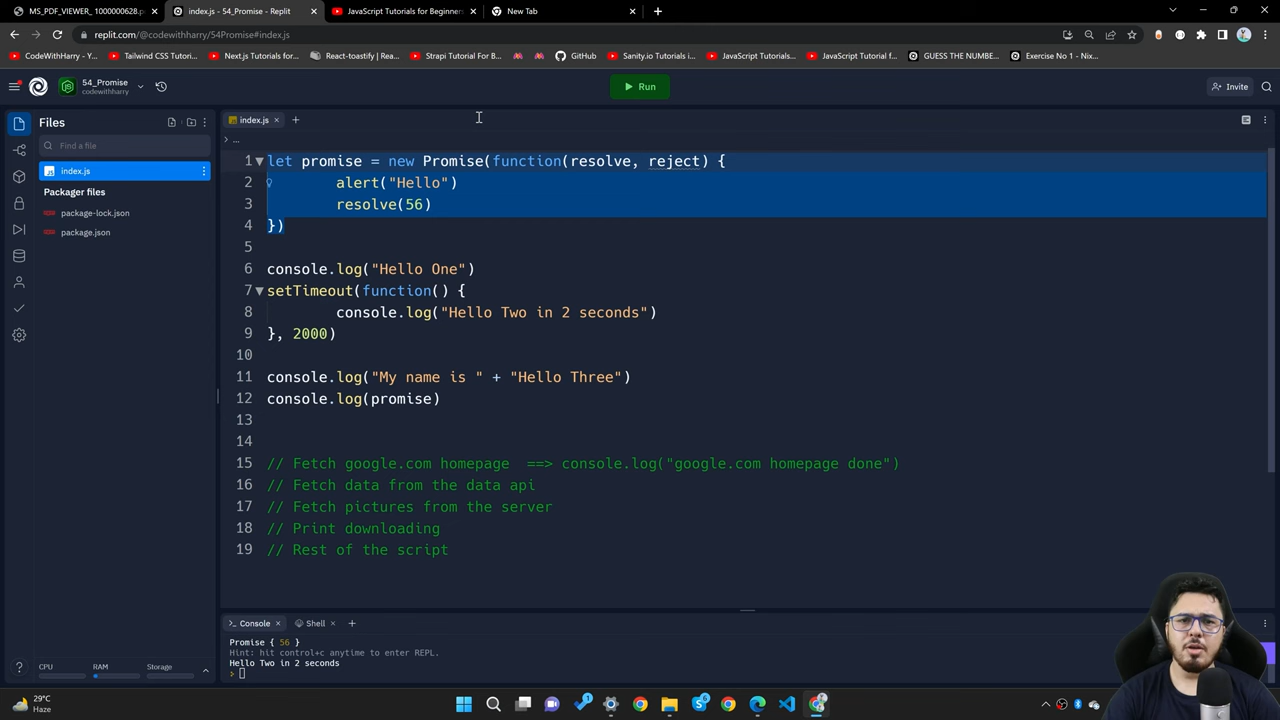 MS_PDF_VIEWER_1000000628.p
index.js - 54_Promise - Replit
JavaScript Tutorials for Beginners
New Tab
replit.com/@codewithharry/54Promise#index.js
CodeWithHarry - Yo...
Tailwind CSS Tutori...
Next.js Tutorials for...
React-toastify | Rea...
Strapi Tutorial For B...
GitHub
Sanity.io Tutorials i...
JavaScript Tutorials...
JavaScript Tutorial f...
GUESS THE NUMBE...
Exercise No 1 - Nix...
54_Promise
codewithharry
Run
Invite
Files
index.js
...
Find a file
index.js
Packager files
package-lock.json
package.json
1 let promise = new Promise(function(resolve, reject) {
2 alert("Hello")
3 resolve(56)
4 })
5
6 console.log("Hello One")
7 setTimeout(function() {
8 console.log("Hello Two in 2 seconds")
9 }, 2000)
10
11 console.log("My name is " + "Hello Three")
12 console.log(promise)
13
14
15 // Fetch google.com homepage ==> console.log("google.com homepage done")
16 // Fetch data from the data api
17 // Fetch pictures from the server
18 // Print downloading
19 // Rest of the script
Console
Shell
Promise { 56 }
Hint: hit control+c anytime to enter REPL.
Hello Two in 2 seconds
>
CPU
RAM
Storage
29°C
Haze